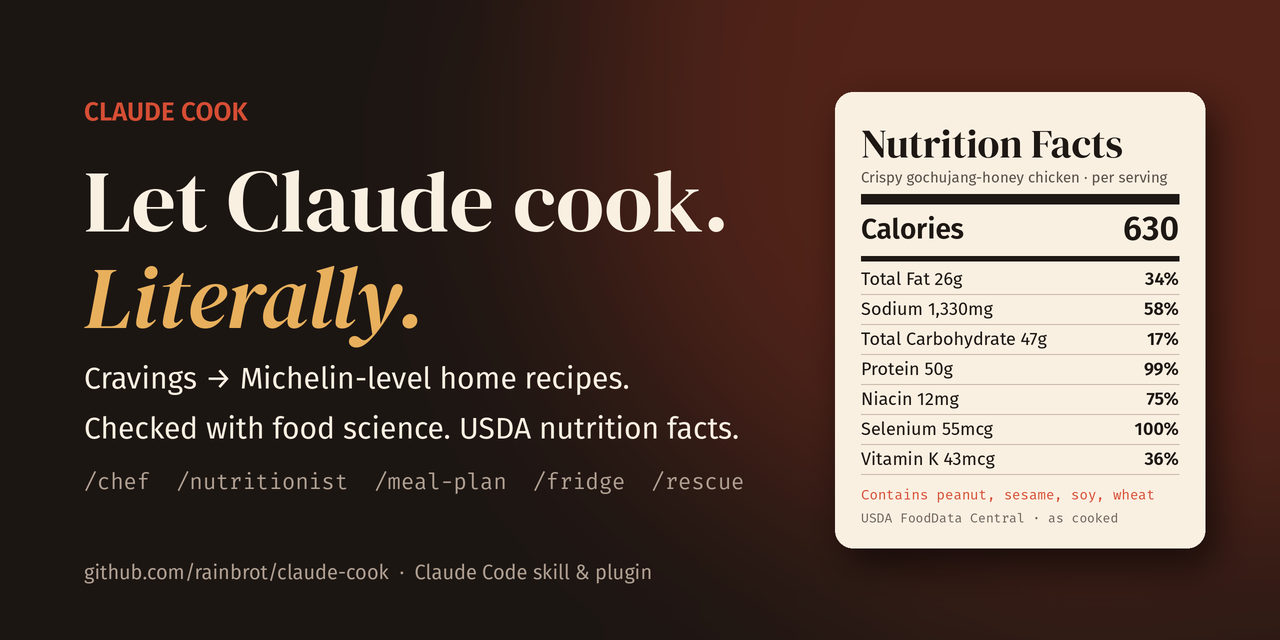 CLAUDE COOK
Let Claude cook.
Literally.
Cravings → Michelin-level home recipes.
Checked with food science. USDA nutrition facts.
/chef /nutritionist /meal-plan /fridge /rescue
github.com/rainbrot/claude-cook · Claude Code skill & plugin
Nutrition Facts
Crispy gochujang-honey chicken · per serving
Calories 630
Total Fat 26g 34%
Sodium 1,330mg 58%
Total Carbohydrate 47g 17%
Protein 50g 99%
Niacin 12mg 75%
Selenium 55mcg 100%
Vitamin K 43mcg 36%
Contains peanut, sesame, soy, wheat
USDA FoodData Central · as cooked